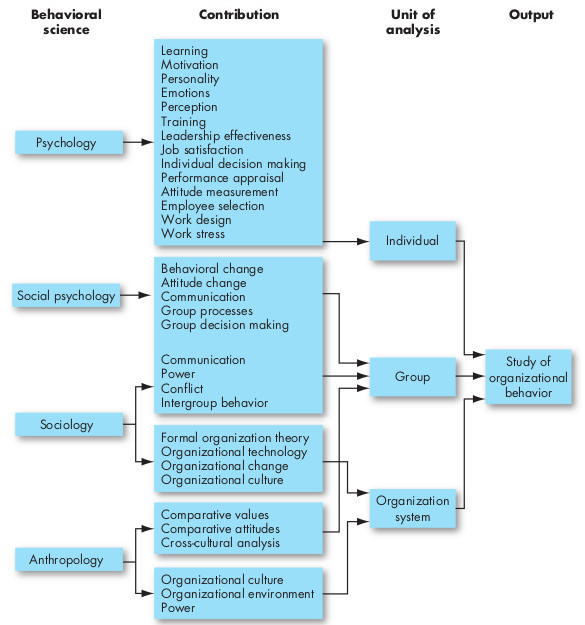 Behavioral
science
Contribution
Unit of
analysis
Output
Psychology
Learning
Motivation
Personality
Emotions
Perception
Training
Leadership effectiveness
Job satisfaction
Individual decision making
Performance appraisal
Attitude measurement
Employee selection
Work design
Work stress
Individual
Social psychology
Behavioral change
Attitude change
Communication
Group processes
Group decision making
Communication
Power
Conflict
Intergroup behavior
Group
Study of
organizational
behavior
Sociology
Formal organization theory
Organizational technology
Organizational change
Organizational culture
Organization
system
Anthropology
Comparative values
Comparative attitudes
Cross-cultural analysis
Organizational culture
Organizational environment
Power